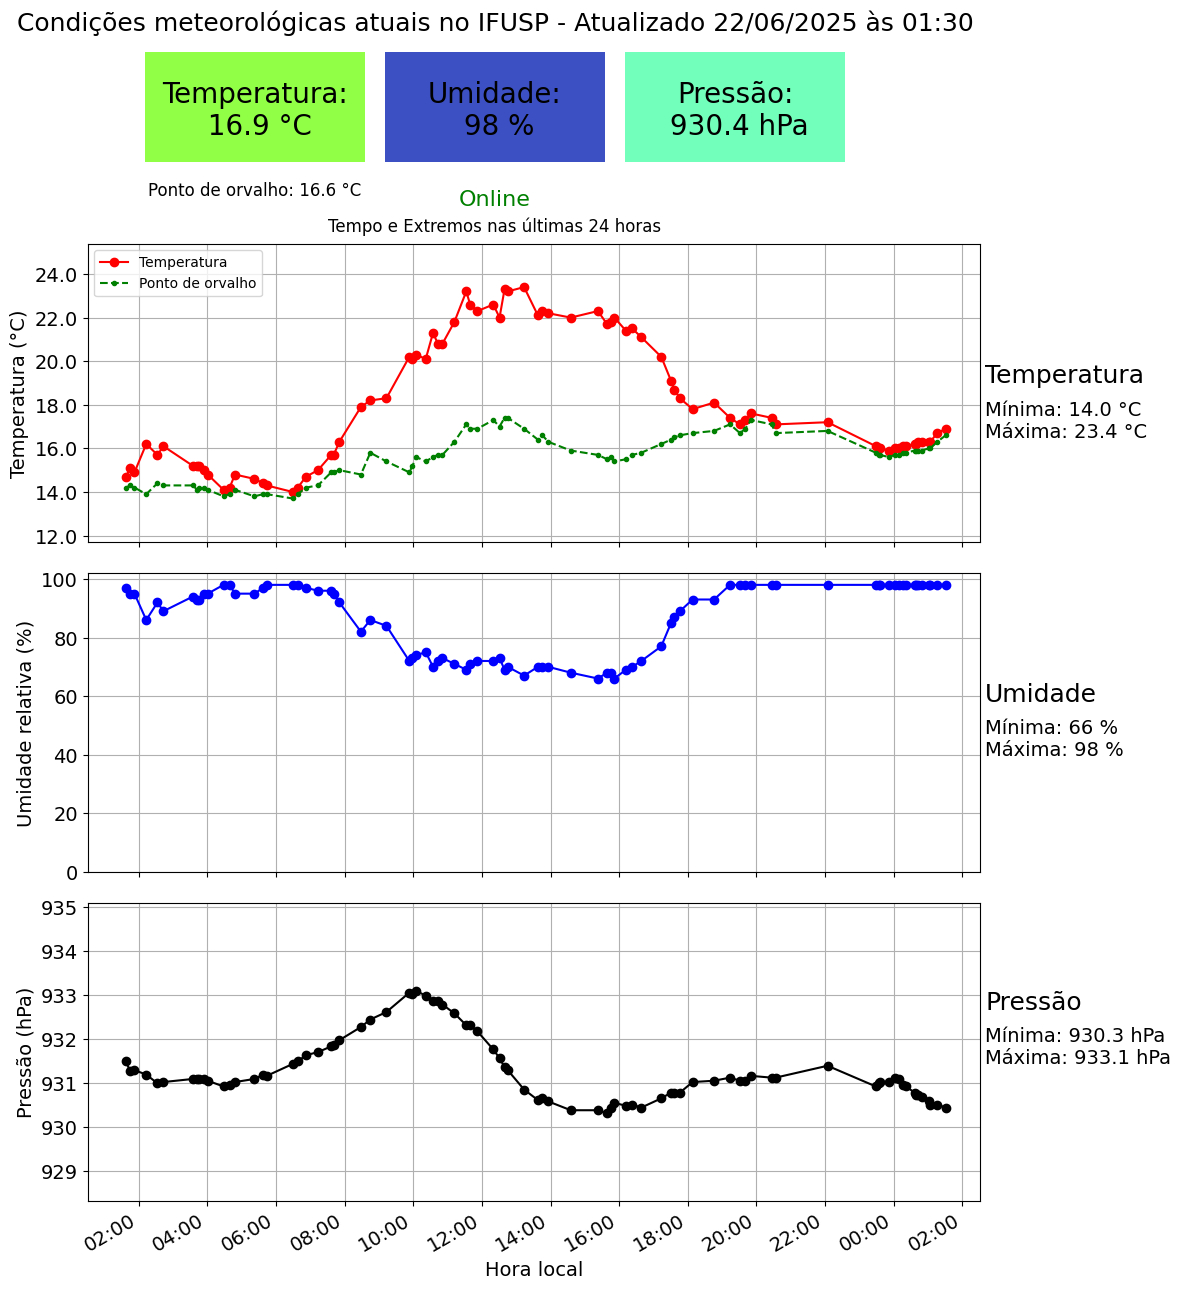 Condições meteorológicas atuais no IFUSP - Atualizado 22/06/2025 às 01:30
Temperatura:
16.9 °C
Umidade:
98 %
Pressão:
930.4 hPa
Ponto de orvalho: 16.6 °C
Online
Tempo e Extremos nas últimas 24 horas
Temperatura
Ponto de orvalho
Temperatura (°C)
24.0
22.0
20.0
18.0
16.0
14.0
12.0
Temperatura
Mínima: 14.0 °C
Máxima: 23.4 °C
Umidade relativa (%)
100
80
60
40
20
0
Umidade
Mínima: 66 %
Máxima: 98 %
Pressão (hPa)
935
934
933
932
931
930
929
Pressão
Mínima: 930.3 hPa
Máxima: 933.1 hPa
02:00 04:00 06:00 08:00 10:00 12:00 14:00 16:00 18:00 20:00 22:00 00:00 02:00
Hora local